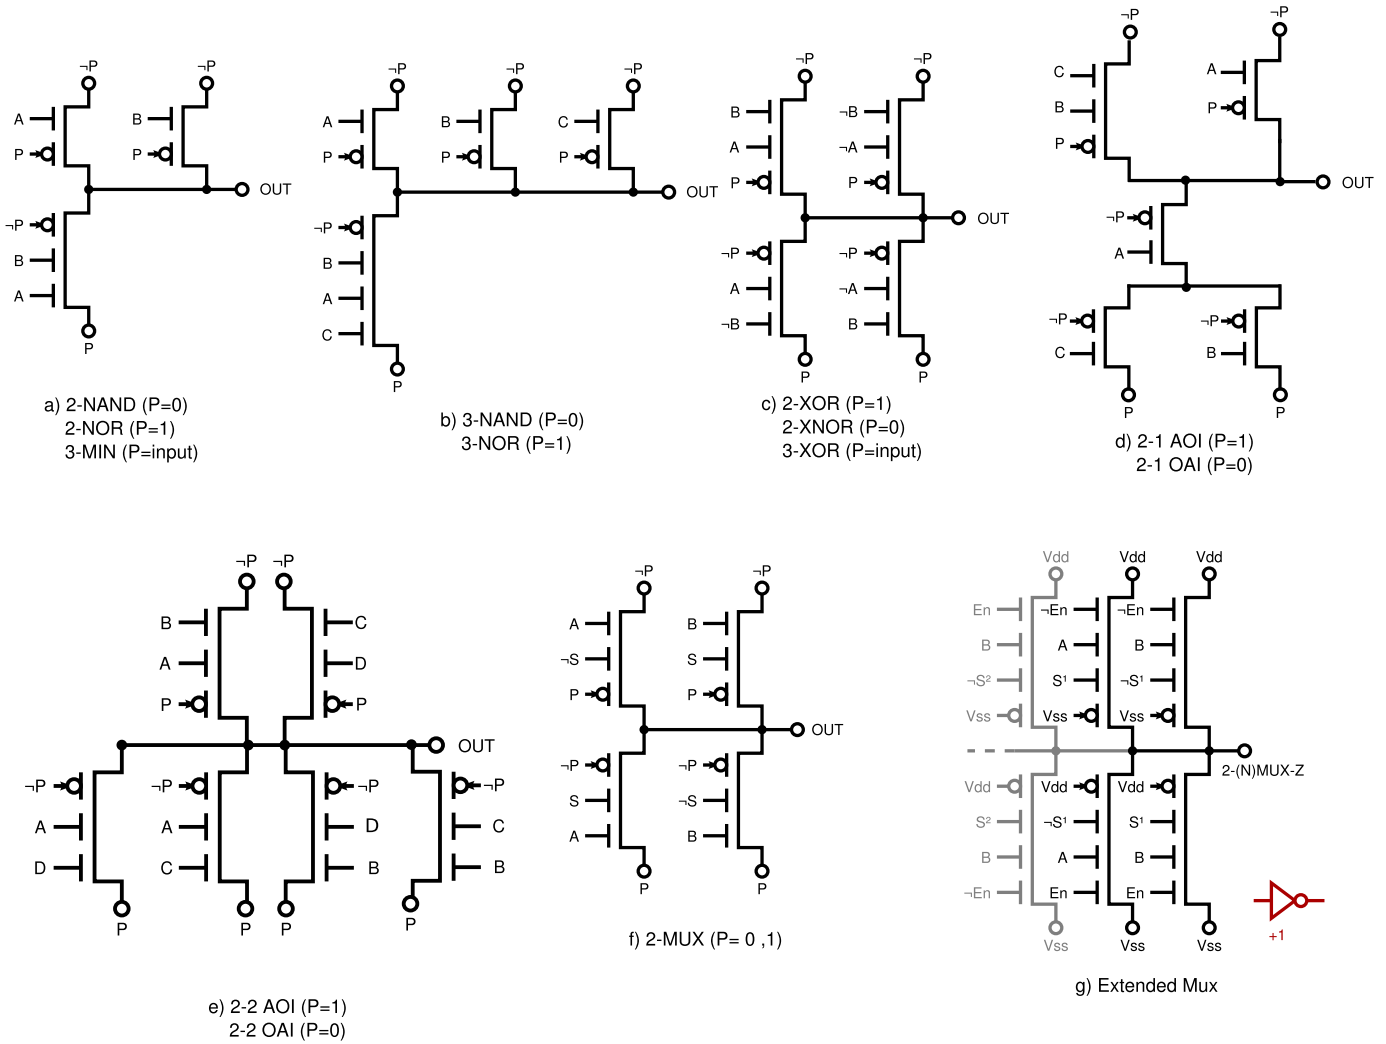 ¬P
¬P
A
B
P
P
OUT
¬P
B
A
P
a) 2-NAND (P=0)
2-NOR (P=1)
3-MIN (P=input)
¬P
¬P
¬P
A
B
C
P
P
P
OUT
¬P
B
A
C
P
b) 3-NAND (P=0)
3-NOR (P=1)
¬P
¬P
B
¬B
A
¬A
P
P
OUT
¬P
¬P
A
¬A
¬B
B
P
P
c) 2-XOR (P=1)
2-XNOR (P=0)
3-XOR (P=input)
¬P
¬P
C
A
B
P
P
OUT
¬P
A
¬P
¬P
C
B
P
P
d) 2-1 AOI (P=1)
2-1 OAI (P=0)
¬P
¬P
B
C
A
D
P
P
OUT
¬P
¬P
¬P
¬P
A
A
D
C
D
C
B
B
P
P
P
P
e) 2-2 AOI (P=1)
2-2 OAI (P=0)
¬P
¬P
A
B
¬S
S
P
P
OUT
¬P
¬P
S
¬S
A
B
P
P
f) 2-MUX (P= 0 ,1)
Vdd
Vdd
Vdd
En
¬En
¬En
B
A
B
¬S²
S¹
¬S¹
Vss
Vss
Vss
2-(N)MUX-Z
Vdd
Vdd
Vdd
S²
¬S¹
S¹
B
A
B
¬En
En
En
Vss
Vss
Vss
+1
g) Extended Mux